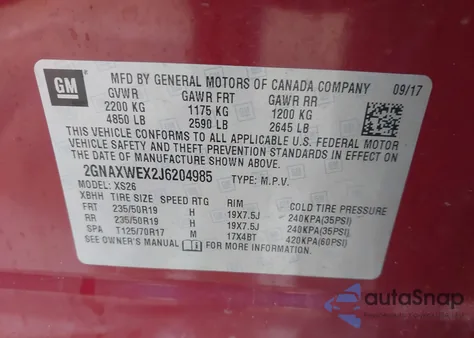 GM
MFD BY GENERAL MOTORS OF CANADA COMPANY 09/17
GVWR GAWR FRT GAWR RR
2200 KG 1175 KG 1200 KG
4850 LB 2590 LB 2645 LB
THIS VEHICLE CONFORMS TO ALL APPLICABLE U.S. FEDERAL MOTOR
VEHICLE SAFETY AND THEFT PREVENTION STANDARDS IN EFFECT ON
THE DATE OF MANUFACTURE SHOWN ABOVE.
2GNAXWEX2J6204985 TYPE: M.P.V.
MODEL: XS26
XBHH TIRE SIZE SPEED RTG RIM COLD TIRE PRESSURE
FRT 235/50R19 H 19X7.5J 240KPA(35PSI)
RR 235/50R19 H 19X7.5J 240KPA(35PSI)
SPA T125/70R17 M 17X4BT 420KPA(60PSI)
SEE OWNER'S MANUAL FOR ADDITIONAL INFORMATION.
autoSnap